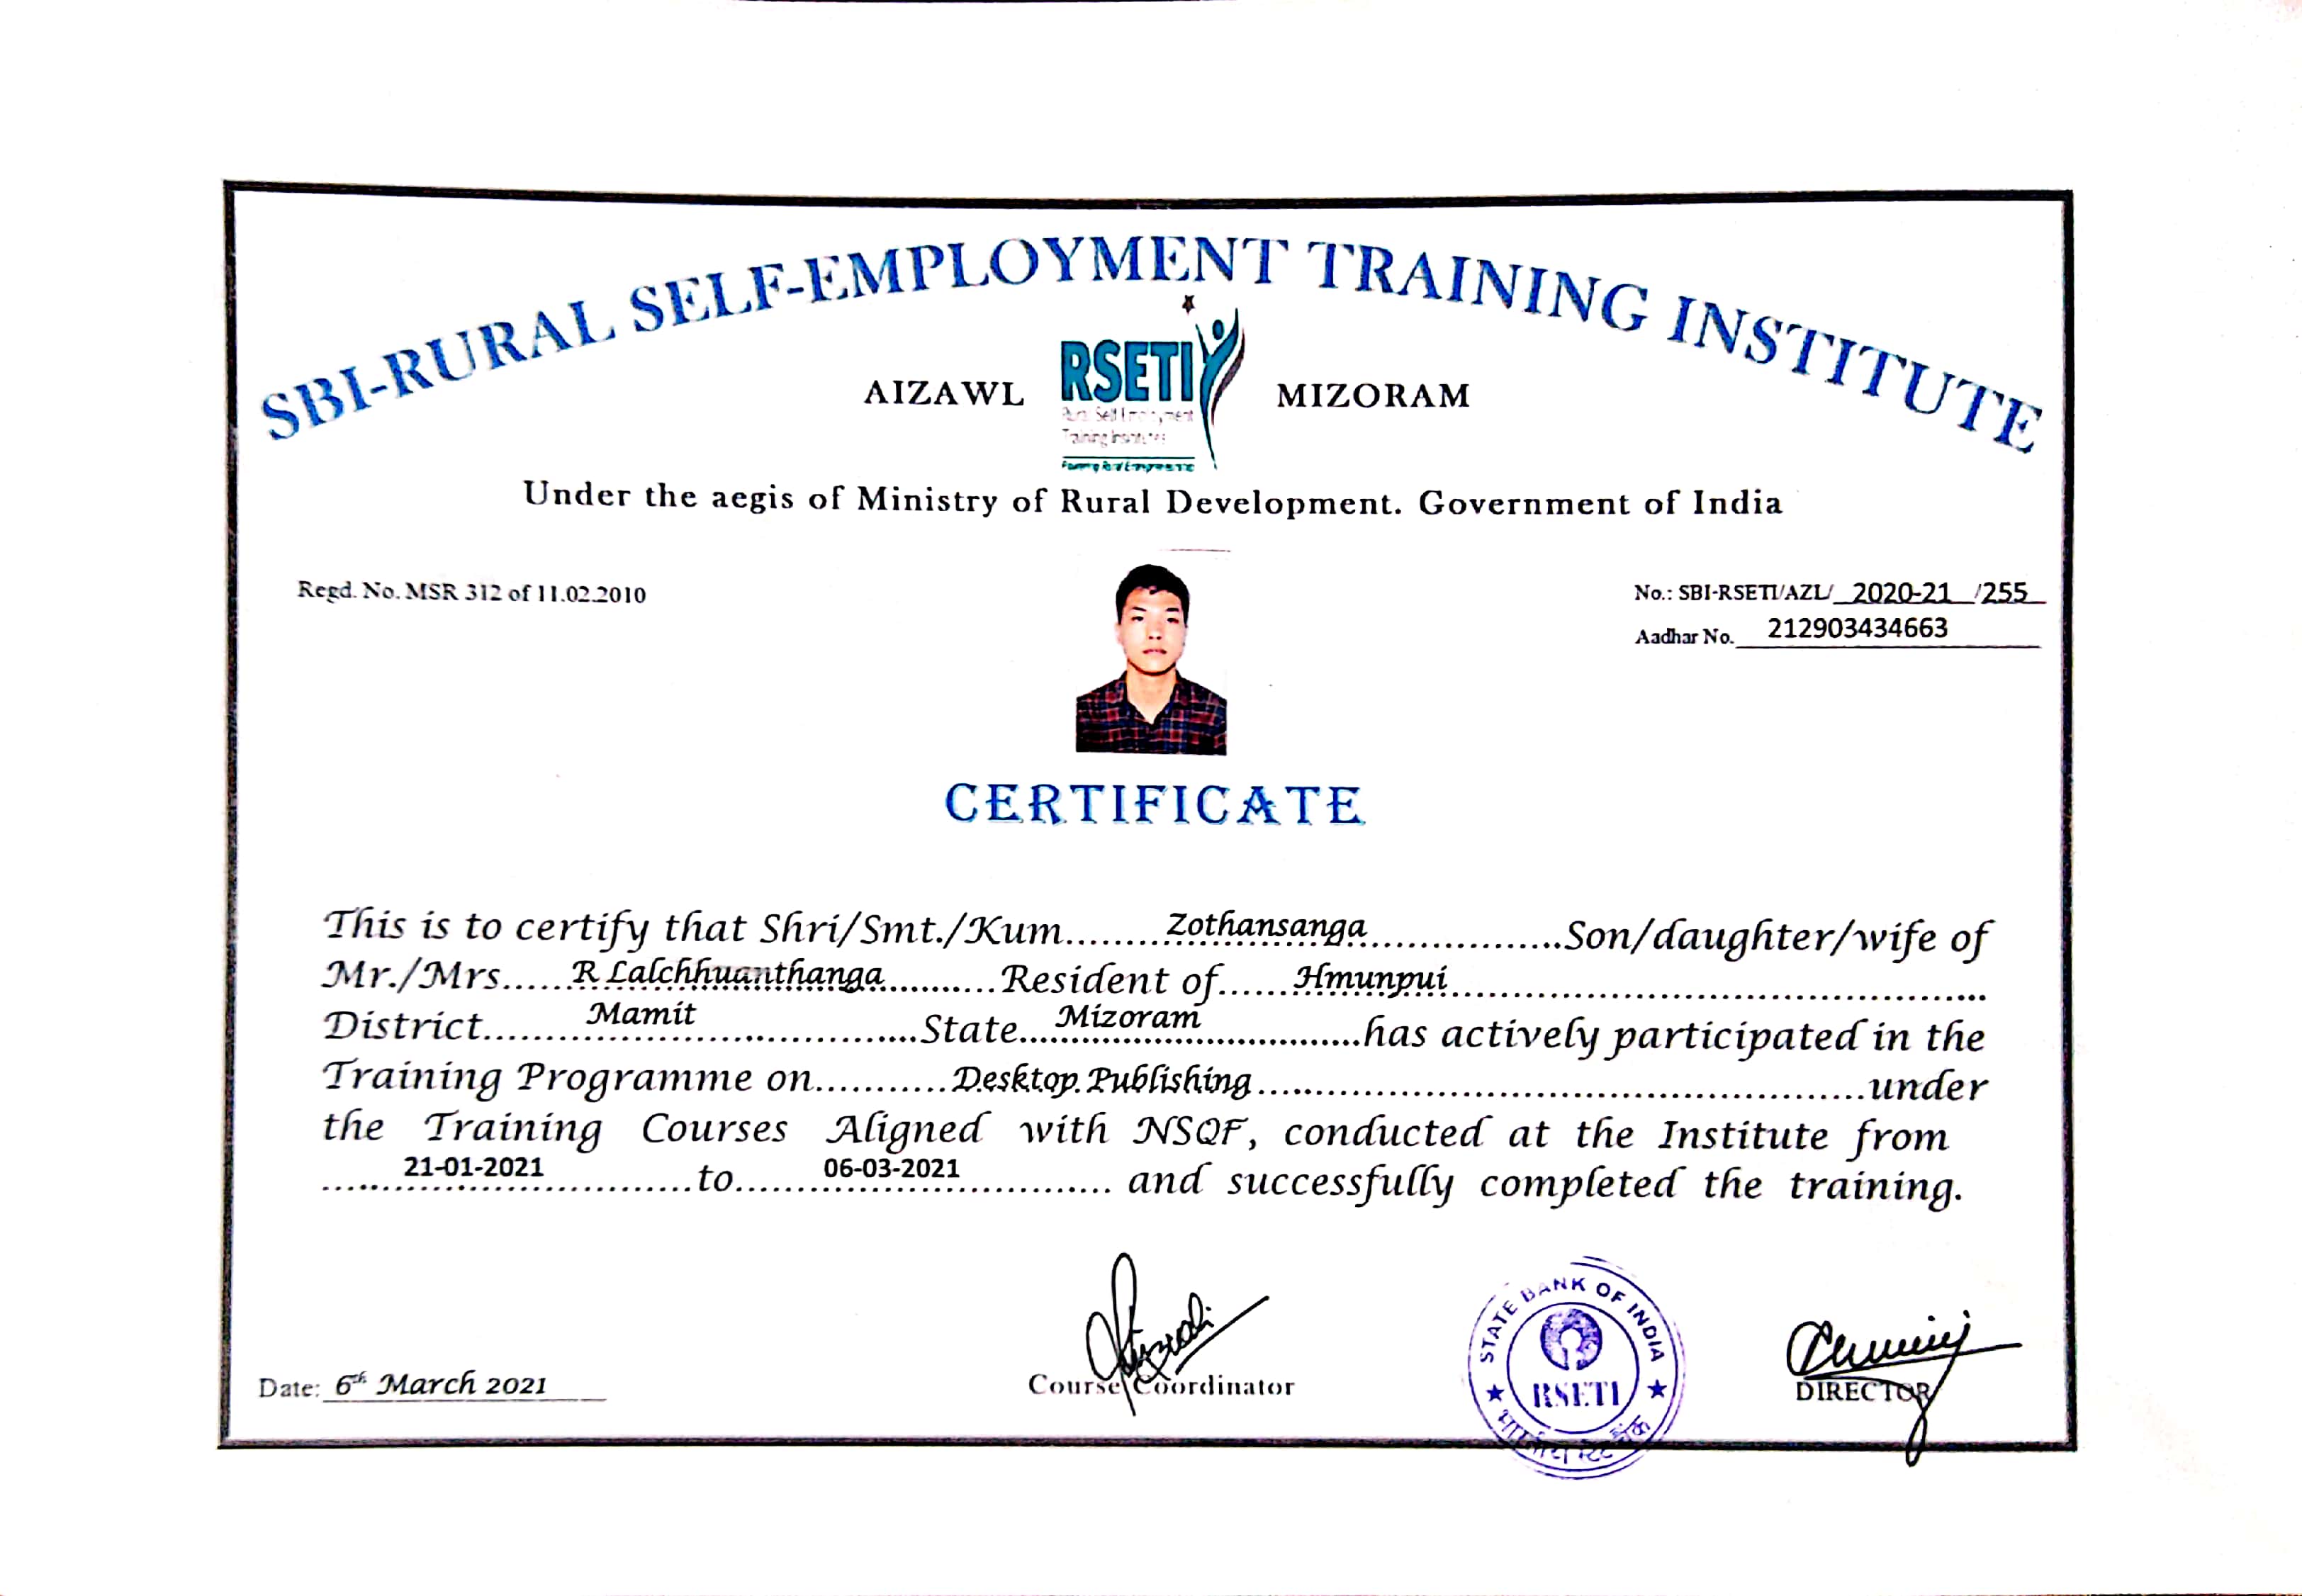 SBI-RURAL SELF-EMPLOYMENT TRAINING INSTITUTE
AIZAWL RSETI MIZORAM
Rural Self Employment
Training Institutes
Under the aegis of Ministry of Rural Development. Government of India
Regd. No. MSR 312 of 11.02.2010
No.: SBI-RSETI/AZL/ 2020-21 /255
Aadhar No. 212903434663
CERTIFICATE
This is to certify that Shri/Smt./Kum........Zothansanga........Son/daughter/wife of
Mr./Mrs.....R Lalchhuanthanga..........Resident of......Hmunpui..........
District..........Mamit..........State....Mizoram..........has actively participated in the
Training Programme on...........Desktop Publishing..........under
the Training Courses Aligned with NSQF, conducted at the Institute from
......21-01-2021..........to..........06-03-2021.......... and successfully completed the training.
Date: 6th March 2021
Course Coordinator
STATE BANK OF INDIA
RSETI
DIRECTOR